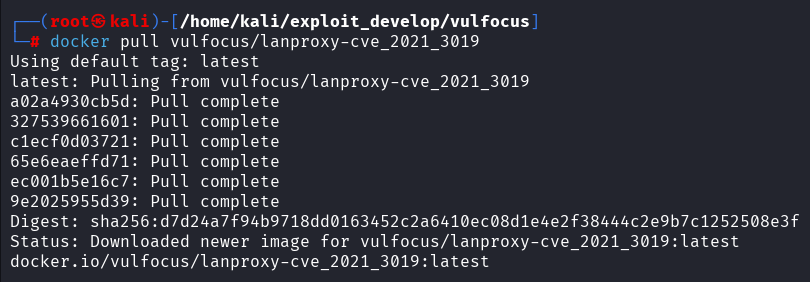 ┌──(root㉿kali)-[/home/kali/exploit_develop/vulfocus]
└─# docker pull vulfocus/lanproxy-cve_2021_3019
Using default tag: latest
latest: Pulling from vulfocus/lanproxy-cve_2021_3019
a02a4930cb5d: Pull complete
327539661601: Pull complete
c1ecf0d03721: Pull complete
65e6eaeffd71: Pull complete
ec001b5e16c7: Pull complete
9e2025955d39: Pull complete
Digest: sha256:d7d24a7f94b9718dd0163452c2a6410ec08d1e4e2f38444c2e9b7c1252508e3f
Status: Downloaded newer image for vulfocus/lanproxy-cve_2021_3019:latest
docker.io/vulfocus/lanproxy-cve_2021_3019:latest